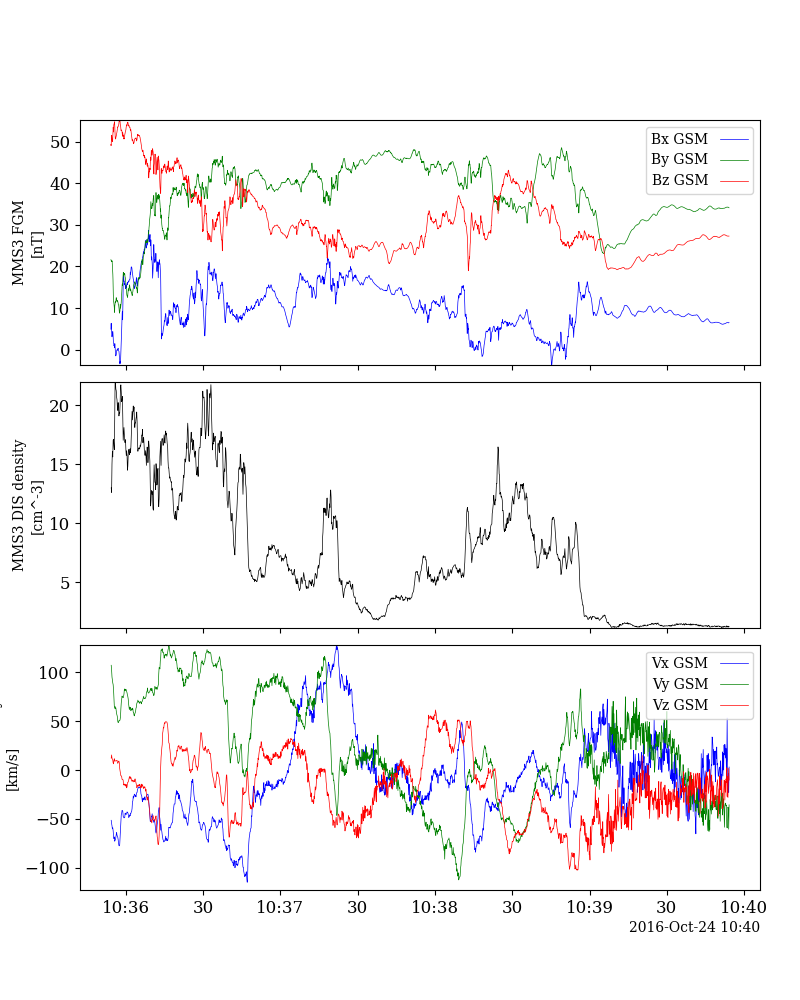 50
40
30
20
10
0
MMS3 FGM
[nT]
Bx GSM
By GSM
Bz GSM
20
15
10
5
MMS3 DIS density
[cm^-3]
100
50
0
−50
−100
[km/s]
Vx GSM
Vy GSM
Vz GSM
10:36 30 10:37 30 10:38 30 10:39 30 10:40
2016-Oct-24 10:40